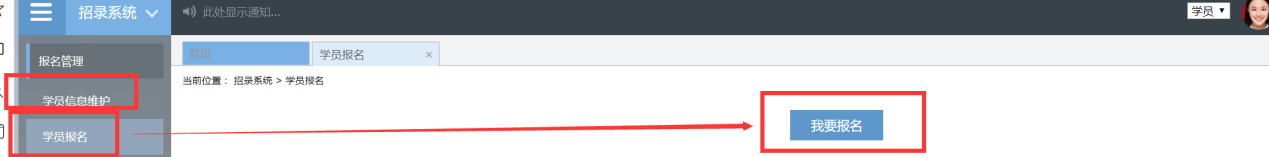 招录系统
此处显示通知...
学员
报名管理
首页
学员报名
×
当前位置： 招录系统 > 学员报名
学员信息维护
学员报名
我要报名